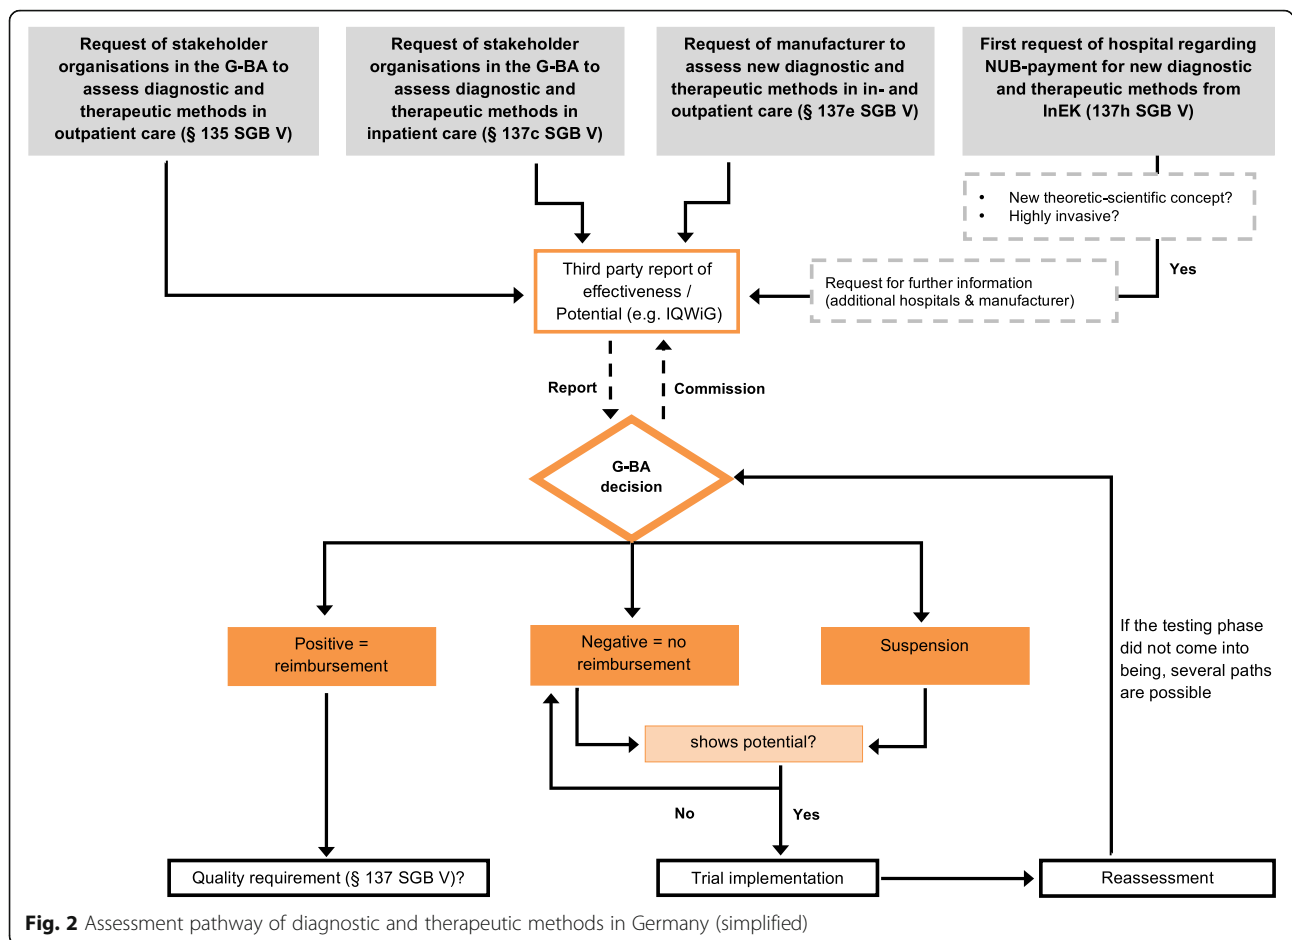 Request of stakeholder
organisations in the G-BA to
assess diagnostic and
therapeutic methods in
outpatient care (§ 135 SGB V)
Request of stakeholder
organisations in the G-BA to
assess diagnostic and
therapeutic methods in
inpatient care (§ 137c SGB V)
Request of manufacturer to
assess new diagnostic and
therapeutic methods in in- and
outpatient care (§ 137e SGB V)
First request of hospital regarding
NUB-payment for new diagnostic
and therapeutic methods from
InEK (137h SGB V)
• New theoretic-scientific concept?
• Highly invasive?
Yes
Request for further information
(additional hospitals & manufacturer)
Third party report of
effectiveness /
Potential (e.g. IQWiG)
Report
Commission
G-BA
decision
Positive =
reimbursement
Negative = no
reimbursement
Suspension
If the testing phase
did not come into
being, several paths
are possible
shows potential?
No
Yes
Quality requirement (§ 137 SGB V)?
Trial implementation
Reassessment
Fig. 2 Assessment pathway of diagnostic and therapeutic methods in Germany (simplified)